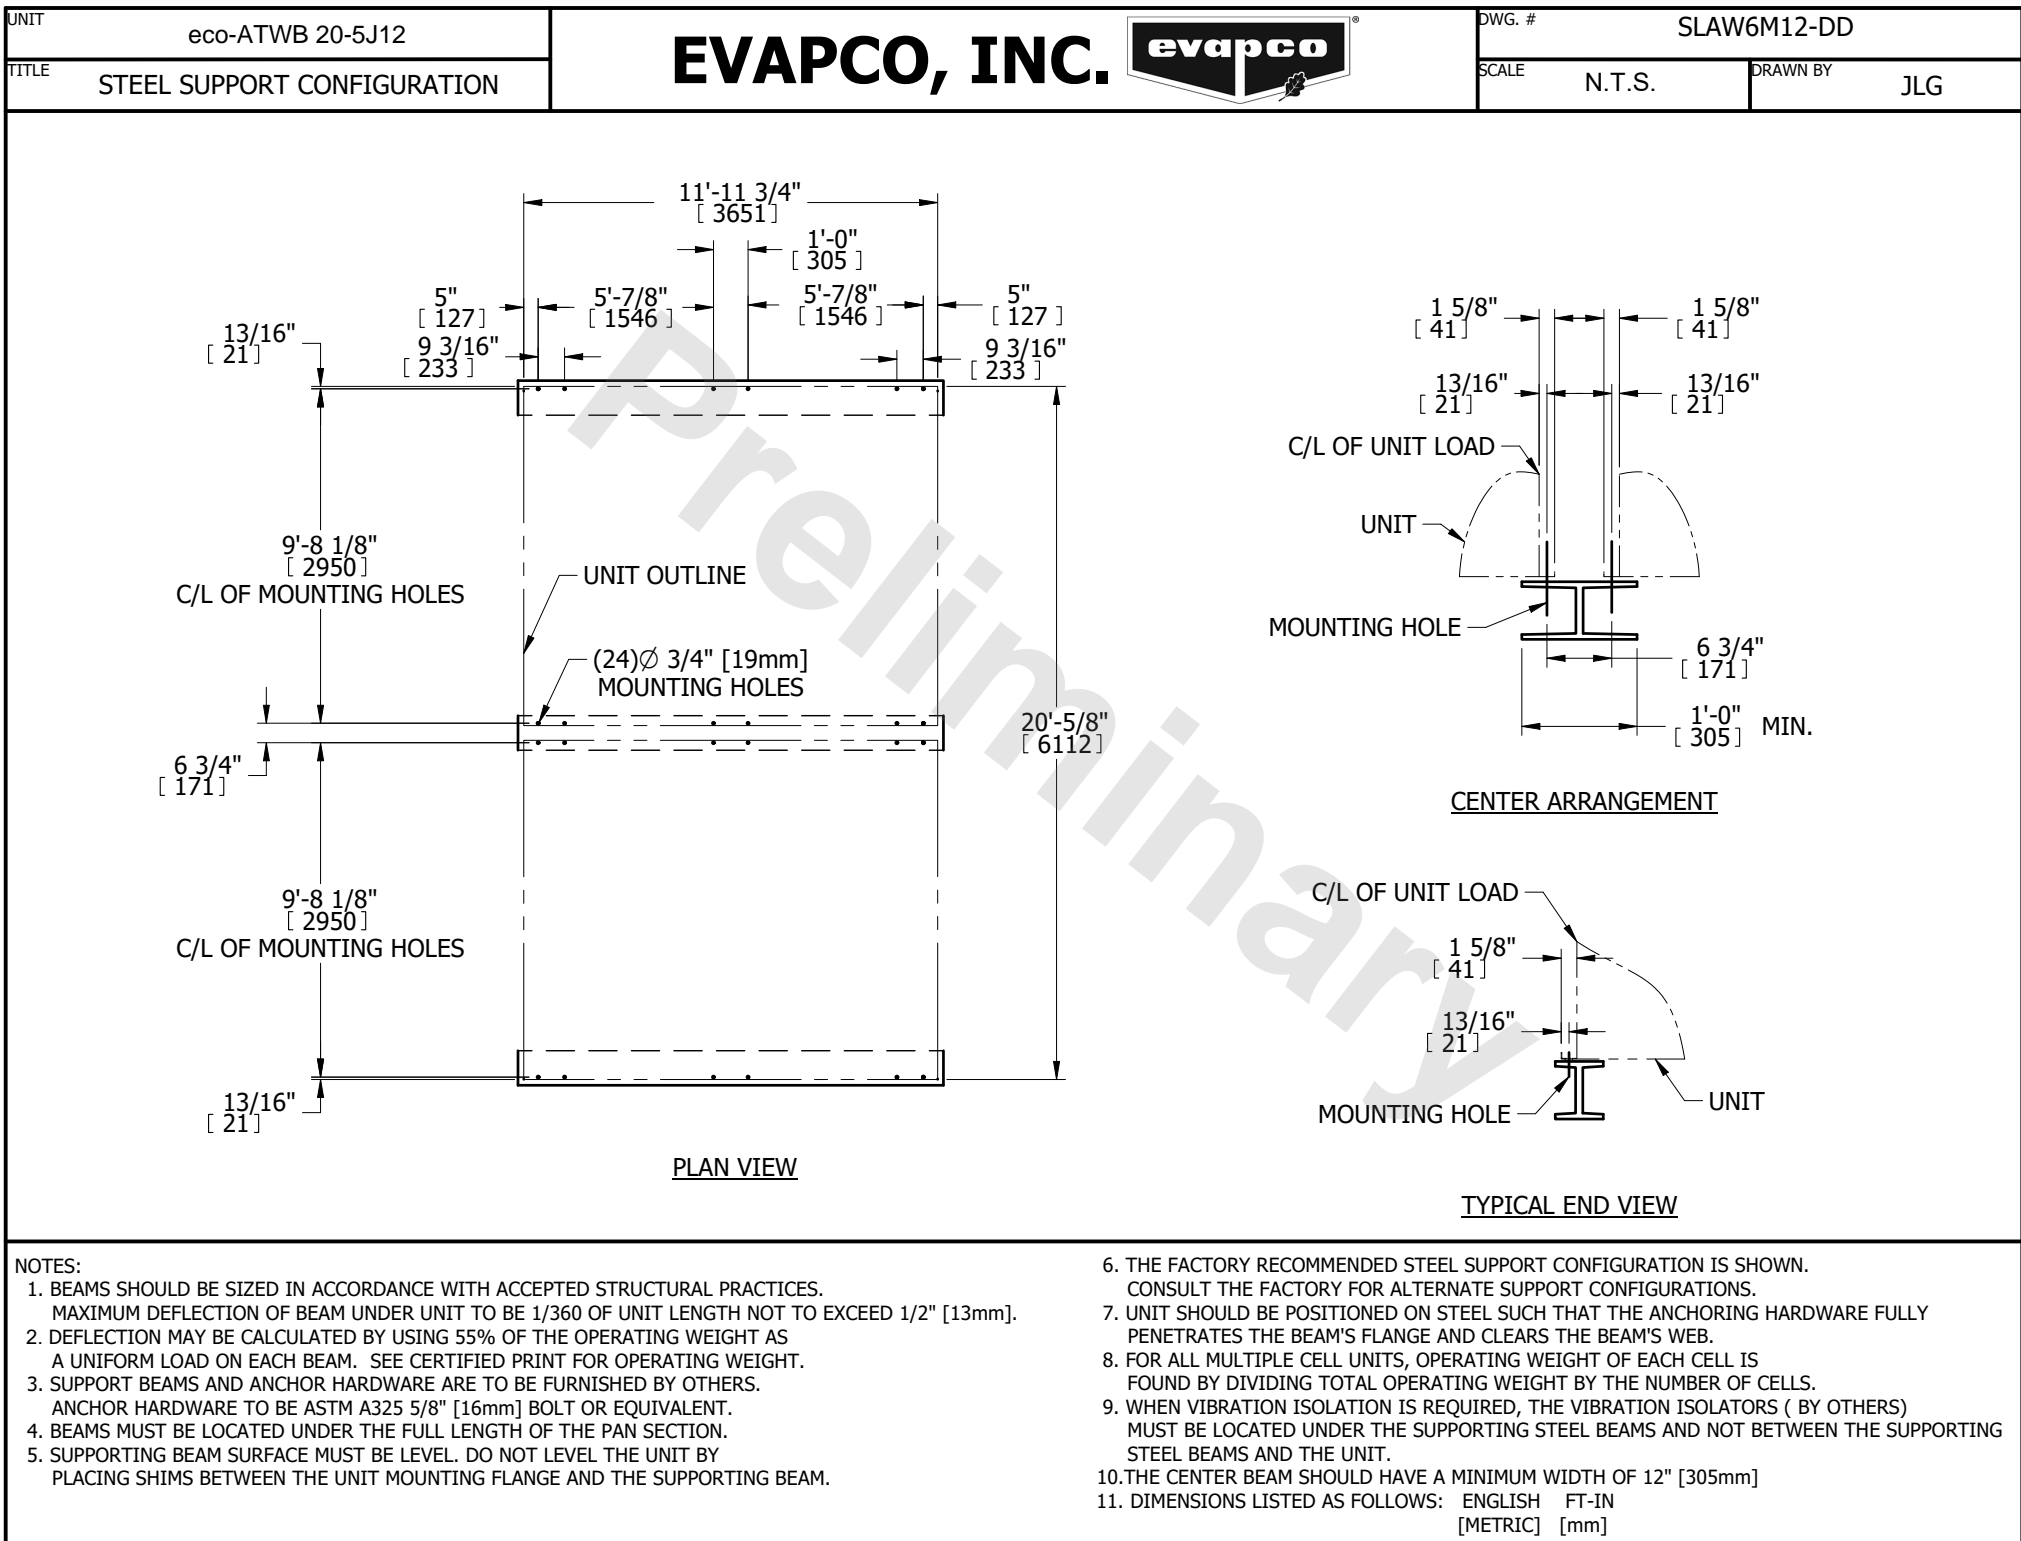 UNIT
eco-ATWB 20-5J12
TITLE
STEEL SUPPORT CONFIGURATION
EVAPCO, INC.
evapco
®
DWG. #
SLAW6M12-DD
SCALE
N.T.S.
DRAWN BY
JLG
11'-11 3/4"
[ 3651]
1'-0"
[ 305 ]
5"
[ 127]
5'-7/8"
[ 1546 ]
5'-7/8"
[ 1546 ]
5"
[ 127 ]
13/16"
[ 21]
9 3/16"
[ 233 ]
9 3/16"
[ 233 ]
9'-8 1/8"
[ 2950]
C/L OF MOUNTING HOLES
UNIT OUTLINE
(24)∅ 3/4" [19mm]
MOUNTING HOLES
20'-5/8"
[ 6112]
6 3/4"
[ 171]
9'-8 1/8"
[ 2950]
C/L OF MOUNTING HOLES
13/16"
[ 21]
PLAN VIEW
1 5/8"
[ 41]
1 5/8"
[ 41]
13/16"
[ 21]
13/16"
[ 21]
C/L OF UNIT LOAD
UNIT
MOUNTING HOLE
6 3/4"
[ 171]
1'-0"
[ 305] MIN.
CENTER ARRANGEMENT
C/L OF UNIT LOAD
1 5/8"
[ 41]
13/16"
[ 21]
MOUNTING HOLE
UNIT
TYPICAL END VIEW
Preliminary
NOTES:
1. BEAMS SHOULD BE SIZED IN ACCORDANCE WITH ACCEPTED STRUCTURAL PRACTICES.
MAXIMUM DEFLECTION OF BEAM UNDER UNIT TO BE 1/360 OF UNIT LENGTH NOT TO EXCEED 1/2" [13mm].
2. DEFLECTION MAY BE CALCULATED BY USING 55% OF THE OPERATING WEIGHT AS
A UNIFORM LOAD ON EACH BEAM. SEE CERTIFIED PRINT FOR OPERATING WEIGHT.
3. SUPPORT BEAMS AND ANCHOR HARDWARE ARE TO BE FURNISHED BY OTHERS.
ANCHOR HARDWARE TO BE ASTM A325 5/8" [16mm] BOLT OR EQUIVALENT.
4. BEAMS MUST BE LOCATED UNDER THE FULL LENGTH OF THE PAN SECTION.
5. SUPPORTING BEAM SURFACE MUST BE LEVEL. DO NOT LEVEL THE UNIT BY
PLACING SHIMS BETWEEN THE UNIT MOUNTING FLANGE AND THE SUPPORTING BEAM.
6. THE FACTORY RECOMMENDED STEEL SUPPORT CONFIGURATION IS SHOWN.
CONSULT THE FACTORY FOR ALTERNATE SUPPORT CONFIGURATIONS.
7. UNIT SHOULD BE POSITIONED ON STEEL SUCH THAT THE ANCHORING HARDWARE FULLY
PENETRATES THE BEAM'S FLANGE AND CLEARS THE BEAM'S WEB.
8. FOR ALL MULTIPLE CELL UNITS, OPERATING WEIGHT OF EACH CELL IS
FOUND BY DIVIDING TOTAL OPERATING WEIGHT BY THE NUMBER OF CELLS.
9. WHEN VIBRATION ISOLATION IS REQUIRED, THE VIBRATION ISOLATORS ( BY OTHERS)
MUST BE LOCATED UNDER THE SUPPORTING STEEL BEAMS AND NOT BETWEEN THE SUPPORTING
STEEL BEAMS AND THE UNIT.
10.THE CENTER BEAM SHOULD HAVE A MINIMUM WIDTH OF 12" [305mm]
11. DIMENSIONS LISTED AS FOLLOWS: ENGLISH FT-IN
[METRIC] [mm]